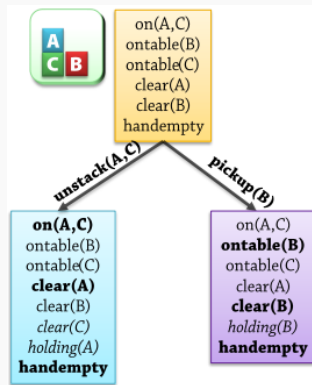 A
C B
on(A,C)
ontable(B)
ontable(C)
clear(A)
clear(B)
handempty
unstack(A,C)
pickup(B)
on(A,C)
ontable(B)
ontable(C)
clear(A)
clear(B)
clear(C)
holding(A)
handempty
on(A,C)
ontable(B)
ontable(C)
clear(A)
clear(B)
holding(B)
handempty